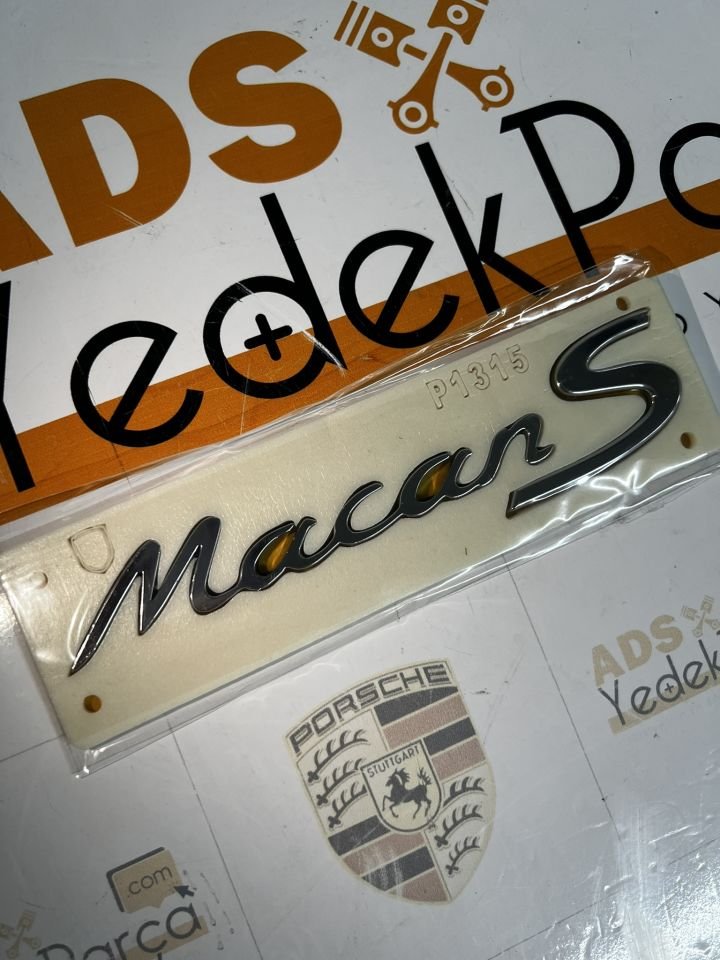 ADS
YedekPa
P1315
Macan S
PORSCHE
STUTTGART
ADS
Yedek
.com
Parça